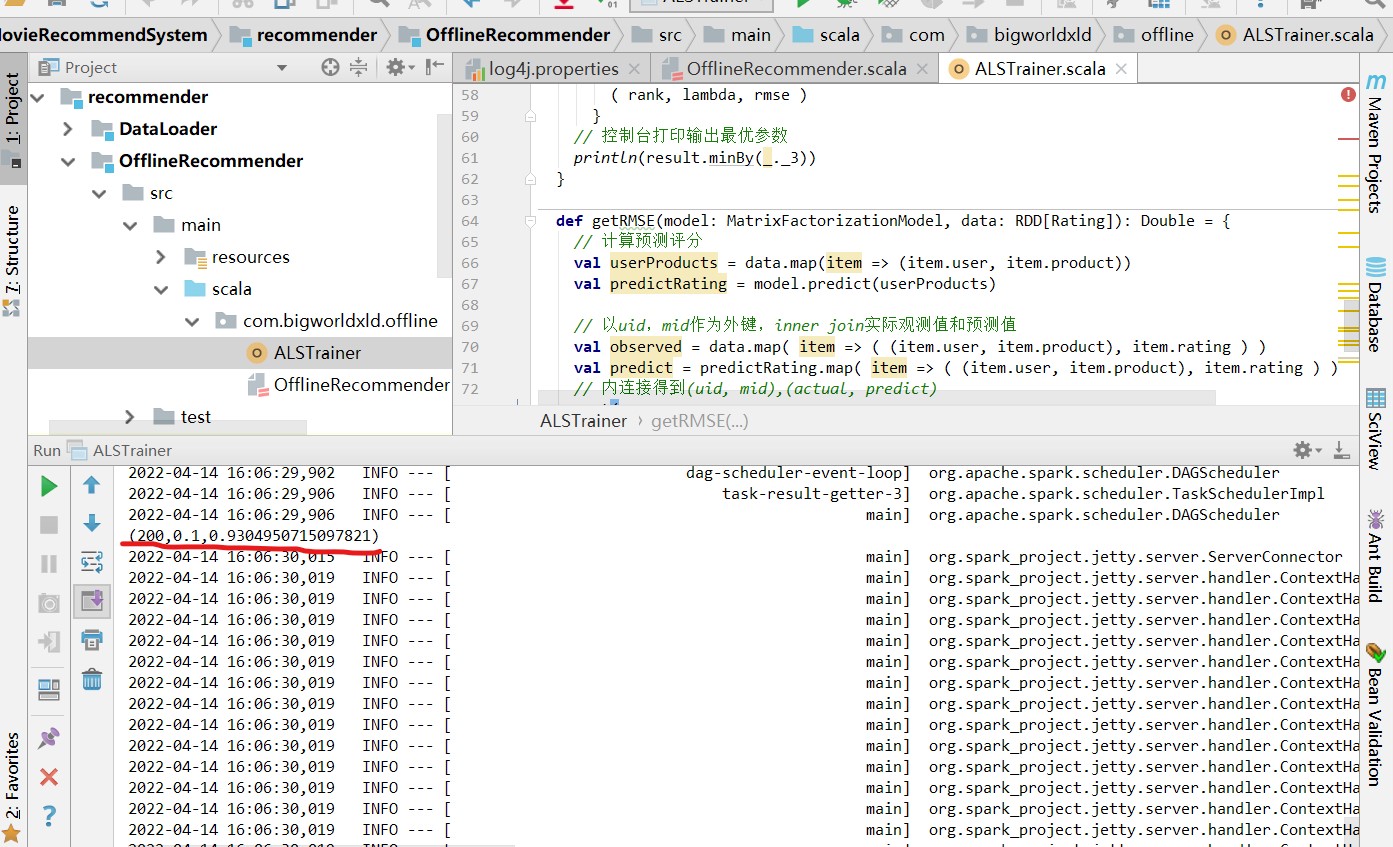 ALSTrainer
MovieRecommendSystem recommender OfflineRecommender src main scala com bigworldxld offline ALSTrainer.scala
Project
log4j.properties OfflineRecommender.scala ALSTrainer.scala
1: Project
7: Structure
2: Favorites
recommender
DataLoader
OfflineRecommender
src
main
resources
scala
com.bigworldxld.offline
ALSTrainer
OfflineRecommender
test
58 ( rank, lambda, rmse )
59 }
60 // 控制台打印输出最优参数
61 println(result.minBy(_._3))
62 }
63
64 def getRMSE(model: MatrixFactorizationModel, data: RDD[Rating]): Double = {
65 // 计算预测评分
66 val userProducts = data.map(item => (item.user, item.product))
67 val predictRating = model.predict(userProducts)
68
69 // 以uid，mid作为外键，inner join实际观测值和预测值
70 val observed = data.map( item => ( (item.user, item.product), item.rating ) )
71 val predict = predictRating.map( item => ( (item.user, item.product), item.rating ) )
72 // 内连接得到(uid, mid),(actual, predict)
ALSTrainer › getRMSE(...)
Maven Projects
Database
SciView
Ant Build
Bean Validation
Run ALSTrainer
2022-04-14 16:06:29,902 INFO --- [ dag-scheduler-event-loop] org.apache.spark.scheduler.DAGScheduler
2022-04-14 16:06:29,906 INFO --- [ task-result-getter-3] org.apache.spark.scheduler.TaskSchedulerImpl
2022-04-14 16:06:29,906 INFO --- [ main] org.apache.spark.scheduler.DAGScheduler
(200,0.1,0.9304950715097821)
2022-04-14 16:06:30,015 INFO --- [ main] org.spark_project.jetty.server.ServerConnector
2022-04-14 16:06:30,019 INFO --- [ main] org.spark_project.jetty.server.handler.ContextHa
2022-04-14 16:06:30,019 INFO --- [ main] org.spark_project.jetty.server.handler.ContextHa
2022-04-14 16:06:30,019 INFO --- [ main] org.spark_project.jetty.server.handler.ContextHa
2022-04-14 16:06:30,019 INFO --- [ main] org.spark_project.jetty.server.handler.ContextHa
2022-04-14 16:06:30,019 INFO --- [ main] org.spark_project.jetty.server.handler.ContextHa
2022-04-14 16:06:30,019 INFO --- [ main] org.spark_project.jetty.server.handler.ContextHa
2022-04-14 16:06:30,019 INFO --- [ main] org.spark_project.jetty.server.handler.ContextHa
2022-04-14 16:06:30,019 INFO --- [ main] org.spark_project.jetty.server.handler.ContextHa
2022-04-14 16:06:30,019 INFO --- [ main] org.spark_project.jetty.server.handler.ContextHa
2022-04-14 16:06:30,019 INFO --- [ main] org.spark_project.jetty.server.handler.ContextHa
2022-04-14 16:06:30,019 INFO --- [ main] org.spark_project.jetty.server.handler.ContextHa
2022-04-14 16:06:30,019 INFO --- [ main] org.spark_project.jetty.server.handler.ContextHa
2022-04-14 16:06:30,019 INFO --- [ main] org.spark_project.jetty.server.handler.ContextHa